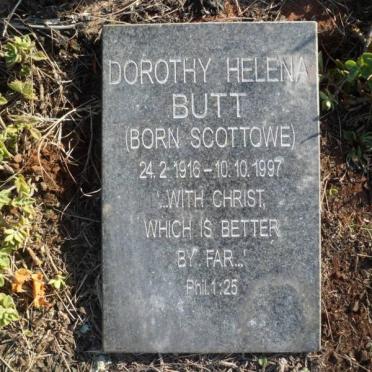 DOROTHY HELENA
BUTT
(BORN SCOTTOWE)
24.2.1916 – 10.10.1997
'..WITH CHRIST,
WHICH IS BETTER
BY FAR...'
Phil.1:25